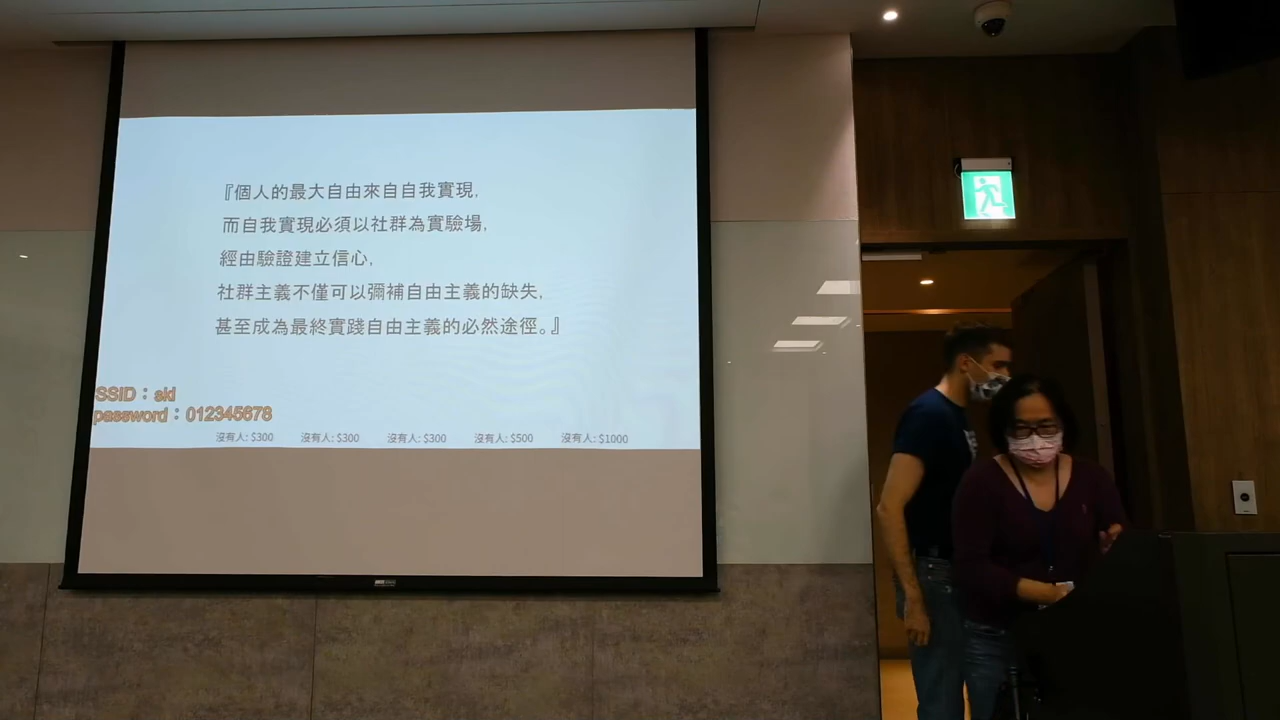 『個人的最大自由來自自我實現,
而自我實現必須以社群為實驗場,
經由驗證建立信心,
社群主義不僅可以彌補自由主義的缺失,
甚至成為最終實踐自由主義的必然途徑。』
SSID：skl
password：012345678
沒有人: $300 沒有人: $300 沒有人: $300 沒有人: $500 沒有人: $1000